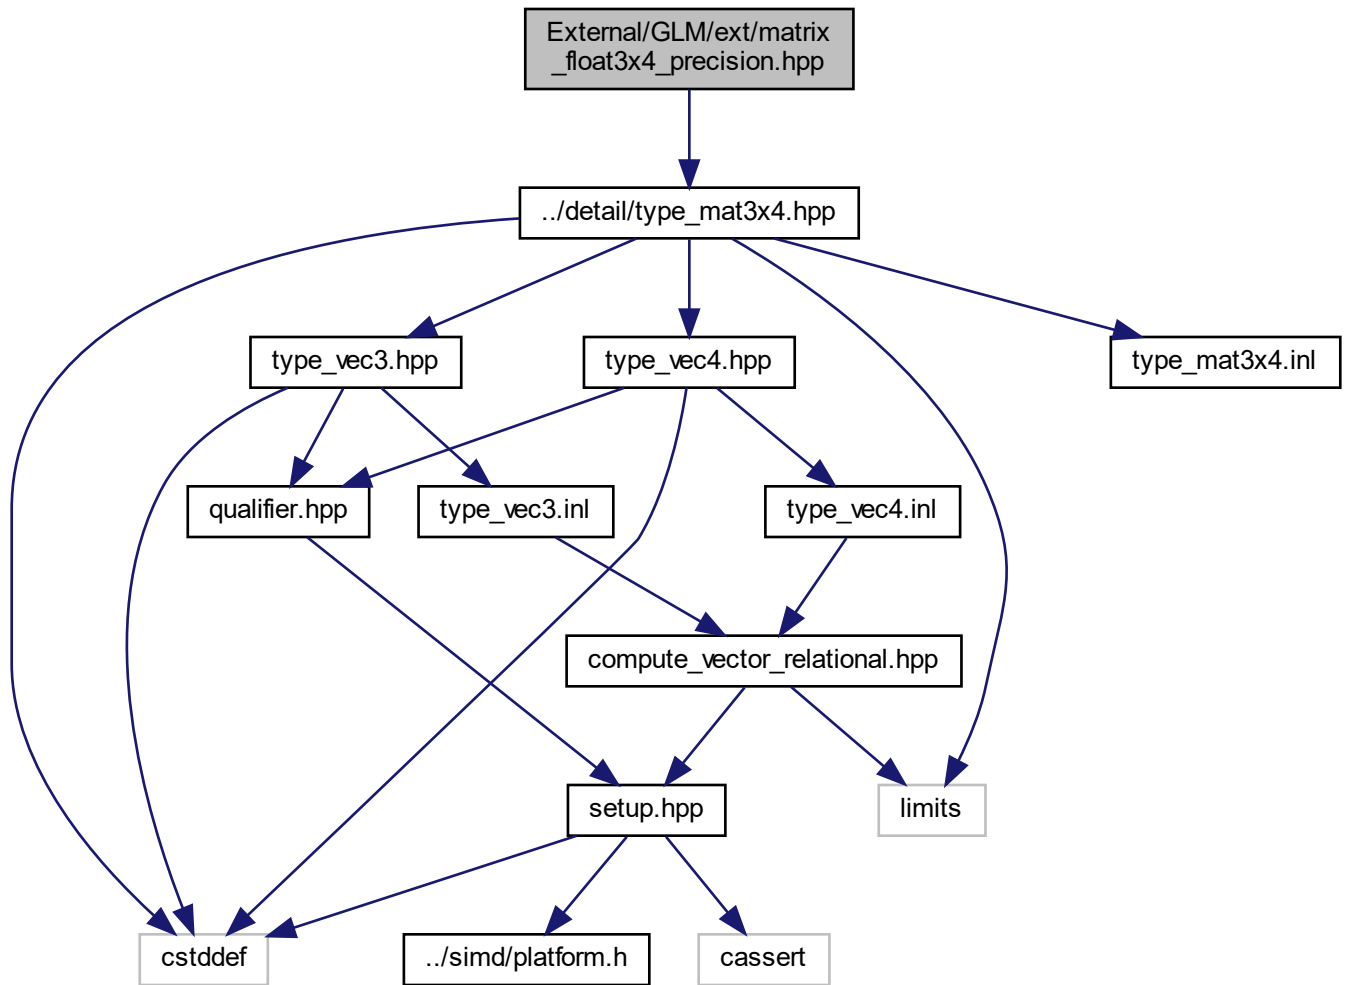 External/GLM/ext/matrix
_float3x4_precision.hpp
../detail/type_mat3x4.hpp
type_vec3.hpp
type_vec4.hpp
type_mat3x4.inl
qualifier.hpp
type_vec3.inl
type_vec4.inl
compute_vector_relational.hpp
setup.hpp
limits
cstddef
../simd/platform.h
cassert